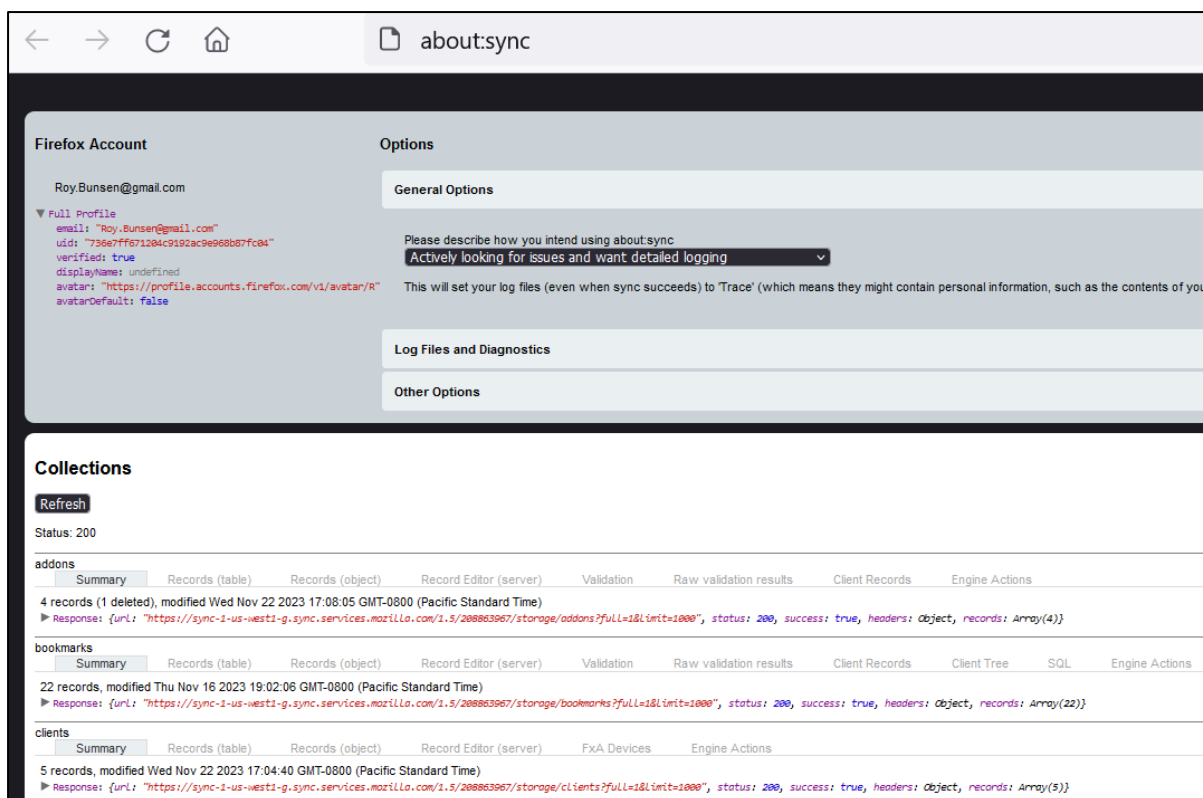 about:sync
Firefox Account
Roy.Bunsen@gmail.com
Full Profile
email: "Roy.Bunsen@gmail.com"
uid: "736e7ff671204c9192ac9e968b87fc04"
verified: true
displayName: undefined
avatar: "https://profile.accounts.firefox.com/v1/avatar/R"
avatarDefault: false
Options
General Options
Please describe how you intend using about:sync
Actively looking for issues and want detailed logging
This will set your log files (even when sync succeeds) to 'Trace' (which means they might contain personal information, such as the contents of you
Log Files and Diagnostics
Other Options
Collections
Refresh
Status: 200
addons
Summary Records (table) Records (object) Record Editor (server) Validation Raw validation results Client Records Engine Actions
4 records (1 deleted), modified Wed Nov 22 2023 17:08:05 GMT-0800 (Pacific Standard Time)
Response: {url: "https://sync-1-us-west1-g.sync.services.mozilla.com/1.5/208863967/storage/addons?full=1&limit=1000", status: 200, success: true, headers: Object, records: Array(4)}
bookmarks
Summary Records (table) Records (object) Record Editor (server) Validation Raw validation results Client Records Client Tree SQL Engine Actions
22 records, modified Thu Nov 16 2023 19:02:06 GMT-0800 (Pacific Standard Time)
Response: {url: "https://sync-1-us-west1-g.sync.services.mozilla.com/1.5/208863967/storage/bookmarks?full=1&limit=1000", status: 200, success: true, headers: Object, records: Array(22)}
clients
Summary Records (table) Records (object) Record Editor (server) FxA Devices Engine Actions
5 records, modified Wed Nov 22 2023 17:04:40 GMT-0800 (Pacific Standard Time)
Response: {url: "https://sync-1-us-west1-g.sync.services.mozilla.com/1.5/208863967/storage/clients?full=1&limit=1000", status: 200, success: true, headers: Object, records: Array(5)}